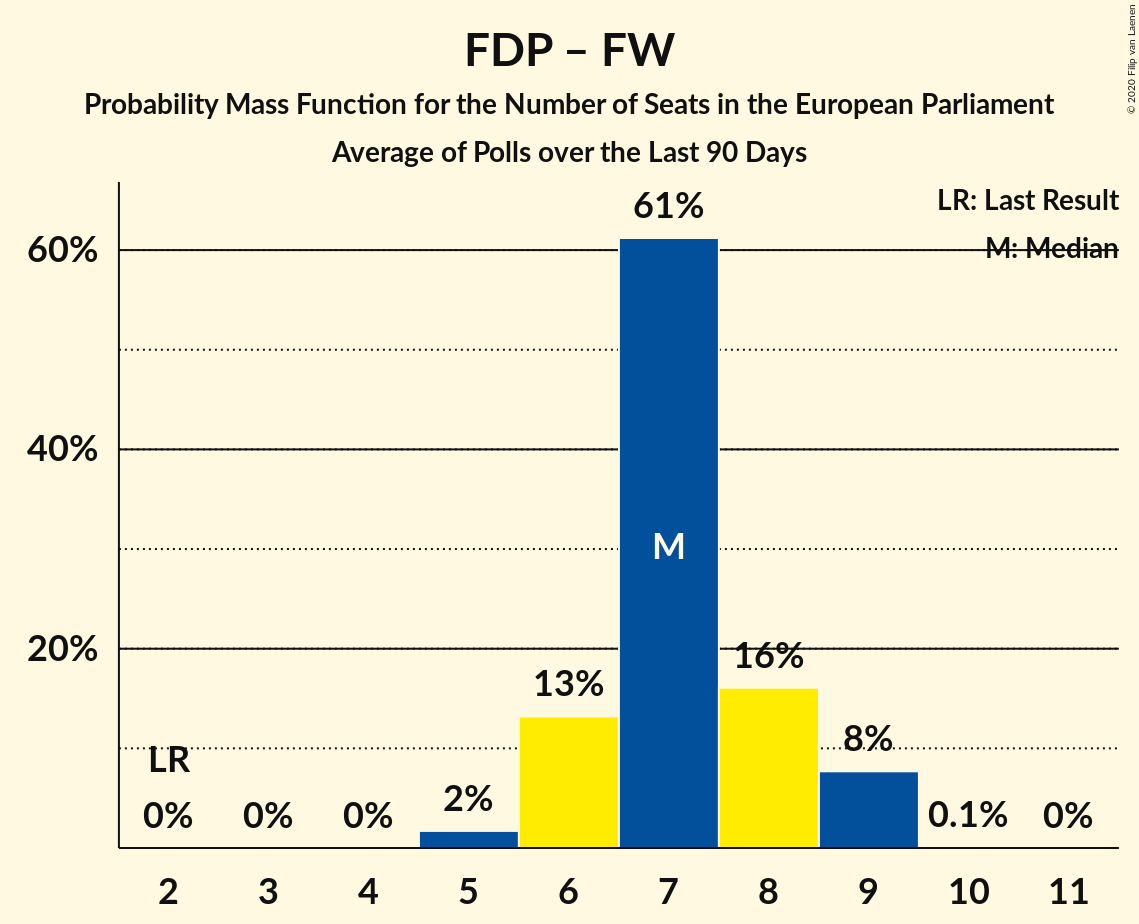 FDP – FW
Probability Mass Function for the Number of Seats in the European Parliament
Average of Polls over the Last 90 Days
© 2020 Filip van Laenen
LR: Last Result
M: Median
60%
40%
20%
61%
M
16%
13%
8%
LR
2%
0% 0% 0% 0.1% 0%
2 3 4 5 6 7 8 9 10 11